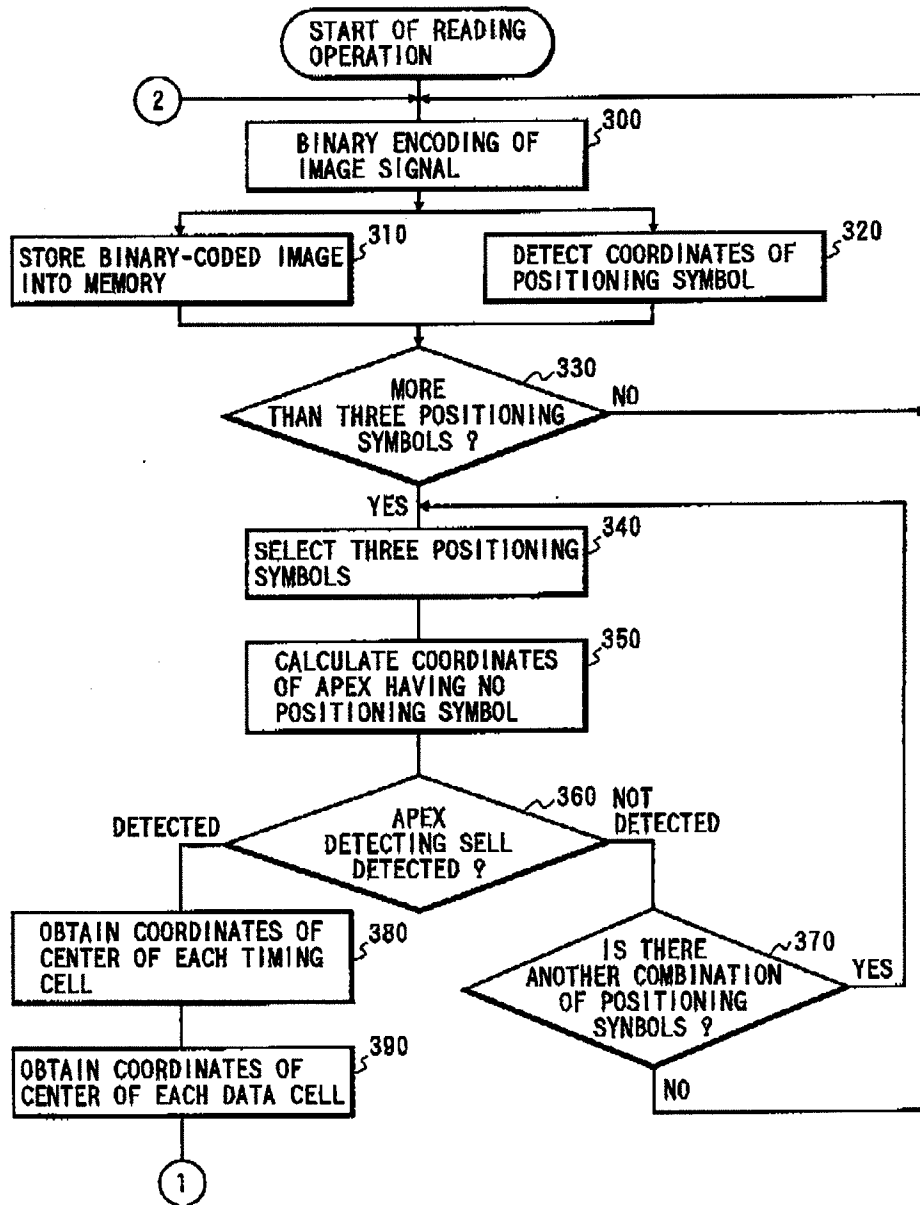 START OF READING
OPERATION
2
300
BINARY ENCODING OF
IMAGE SIGNAL
310
STORE BINARY-CODED IMAGE
INTO MEMORY
320
DETECT COORDINATES OF
POSITIONING SYMBOL
330
MORE
THAN THREE POSITIONING
SYMBOLS ?
NO
YES
340
SELECT THREE POSITIONING
SYMBOLS
350
CALCULATE COORDINATES
OF APEX HAVING NO
POSITIONING SYMBOL
360
APEX
DETECTING SELL
DETECTED ?
DETECTED
NOT
DETECTED
380
OBTAIN COORDINATES OF
CENTER OF EACH TIMING
CELL
370
IS THERE
ANOTHER COMBINATION
OF POSITIONING
SYNBOLS ?
YES
NO
390
OBTAIN COORDINATES OF
CENTER OF EACH DATA CELL
1